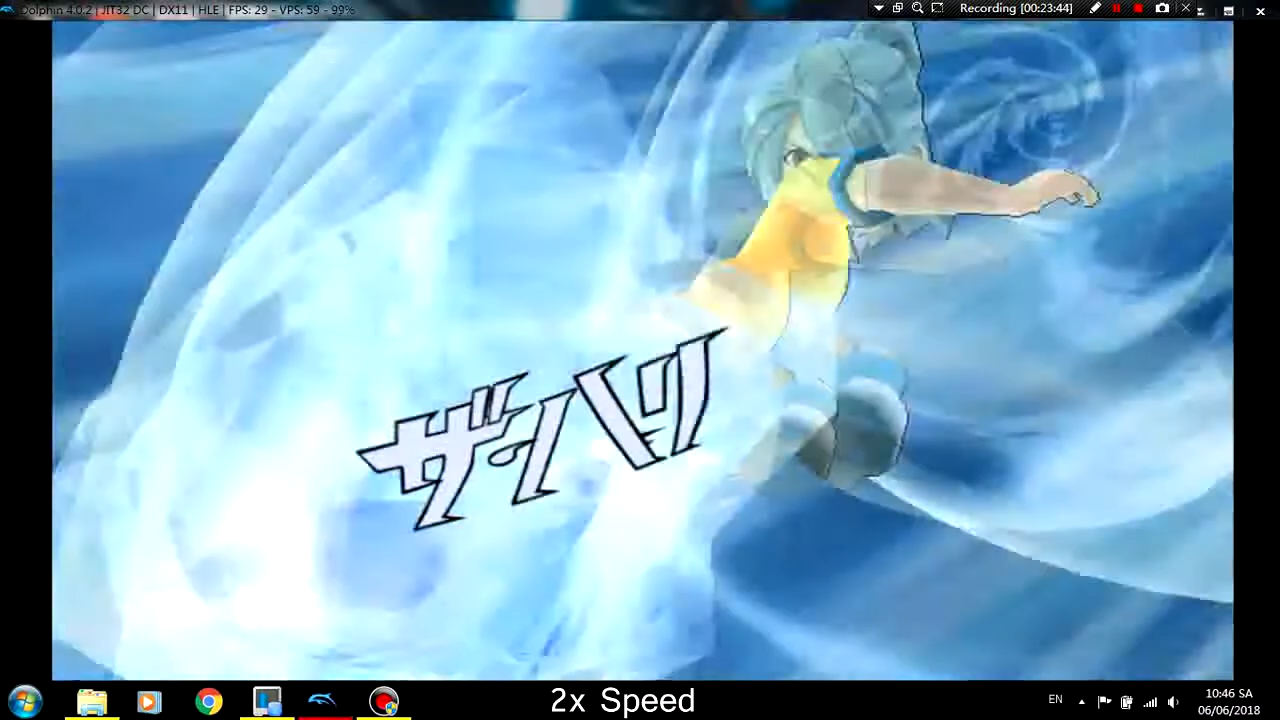 Dolphin 4.0.2 | JIT32 DC | DX11 | HLE | FPS: 29 - VPS: 59 - 99%
Recording [00:23:44]
ザ・ハリ
2x Speed
EN
10:46 SA
06/06/2018